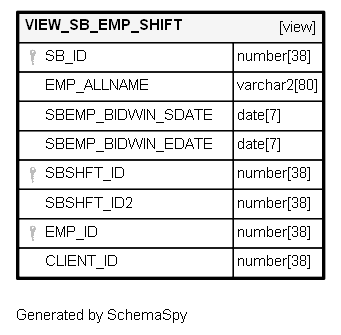 VIEW_SB_EMP_SHIFT [view]
SB_ID number[38]
EMP_ALLNAME varchar2[80]
SBEMP_BIDWIN_SDATE date[7]
SBEMP_BIDWIN_EDATE date[7]
SBSHFT_ID number[38]
SBSHFT_ID2 number[38]
EMP_ID number[38]
CLIENT_ID number[38]
Generated by SchemaSpy